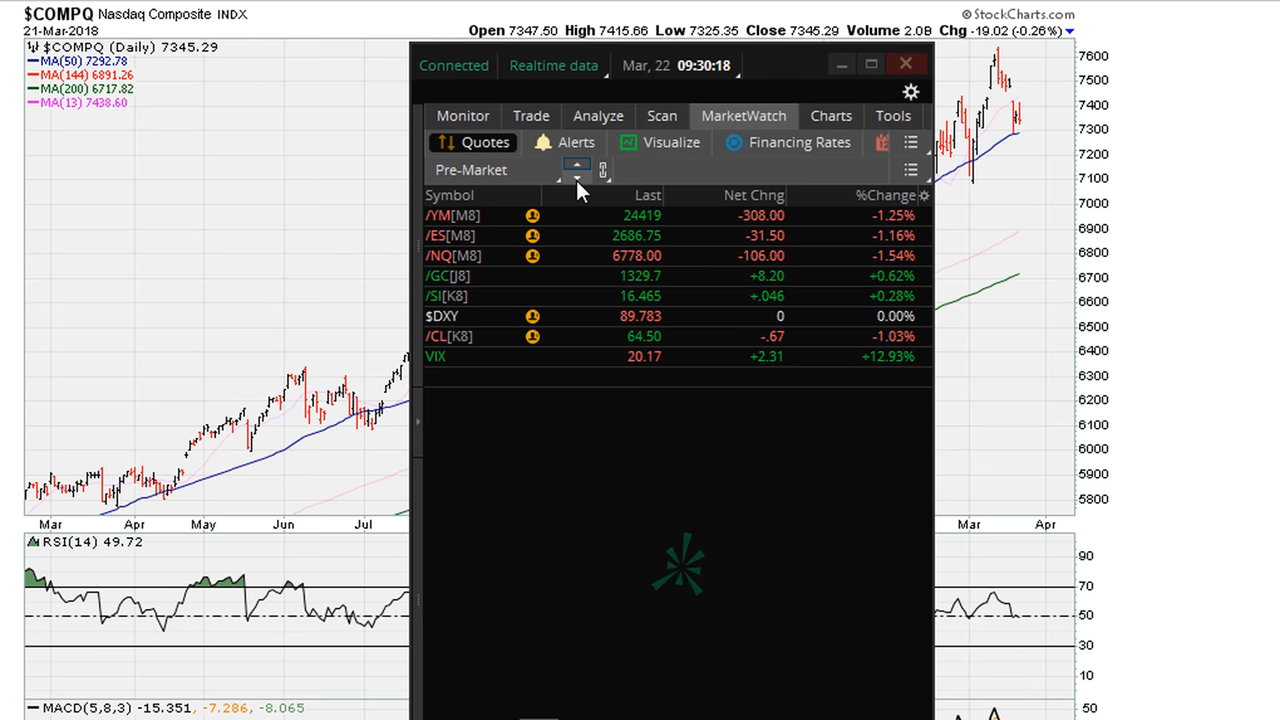 $COMPQ Nasdaq Composite INDX
© StockCharts.com
21-Mar-2018
Open 7347.50 High 7415.66 Low 7325.35 Close 7345.29 Volume 2.0B Chg -19.02 (-0.26%)
$COMPQ (Daily) 7345.29
MA(50) 7292.78
MA(144) 6891.26
MA(200) 6717.82
MA(13) 7438.60
Connected Realtime data Mar, 22 09:30:18
Monitor Trade Analyze Scan MarketWatch Charts Tools
Quotes Alerts Visualize Financing Rates
Pre-Market
Symbol Last Net Chng %Change
/YM[M8] 24419 -308.00 -1.25%
/ES[M8] 2686.75 -31.50 -1.16%
/NQ[M8] 6778.00 -106.00 -1.54%
/GC[J8] 1329.7 +8.20 +0.62%
/SI[K8] 16.465 +.046 +0.28%
$DXY 89.783 0 0.00%
/CL[K8] 64.50 -.67 -1.03%
VIX 20.17 +2.31 +12.93%
7600
7500
7400
7300
7200
7100
7000
6900
6800
6700
6600
6500
6400
6300
6200
6100
6000
5900
5800
Mar Apr May Jun Jul Mar Apr
RSI(14) 49.72
90
70
50
30
10
MACD(5,8,3) -15.351, -7.286, -8.065
50